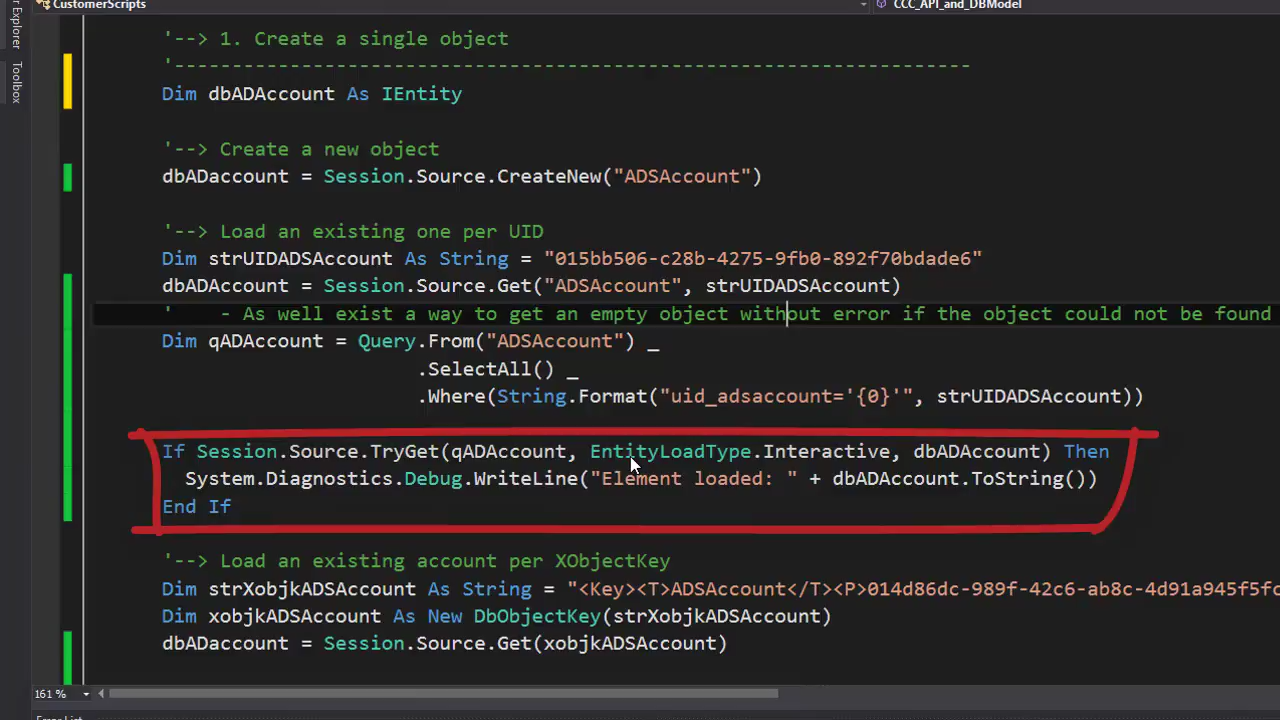 CustomerScripts
CCC_API_and_DBModel
r Explorer
Toolbox
'--> 1. Create a single object
'---------------------------------------------------------------------
Dim dbADAccount As IEntity
'--> Create a new object
dbADaccount = Session.Source.CreateNew("ADSAccount")
'--> Load an existing one per UID
Dim strUIDADSAccount As String = "015bb506-c28b-4275-9fb0-892f70bdade6"
dbADaccount = Session.Source.Get("ADSAccount", strUIDADSAccount)
'    - As well exist a way to get an empty object without error if the object could not be found
Dim qADAccount = Query.From("ADSAccount") _
.SelectAll() _
.Where(String.Format("uid_adsaccount='{0}'", strUIDADSAccount))
If Session.Source.TryGet(qADAccount, EntityLoadType.Interactive, dbADAccount) Then
System.Diagnostics.Debug.WriteLine("Element loaded: " + dbADAccount.ToString())
End If
'--> Load an existing account per XObjectKey
Dim strXobjkADSAccount As String = "<Key><T>ADSAccount</T><P>014d86dc-989f-42c6-ab8c-4d91a945f5fc
Dim xobjkADSAccount As New DbObjectKey(strXobjkADSAccount)
dbADaccount = Session.Source.Get(xobjkADSAccount)
161 %
Error List